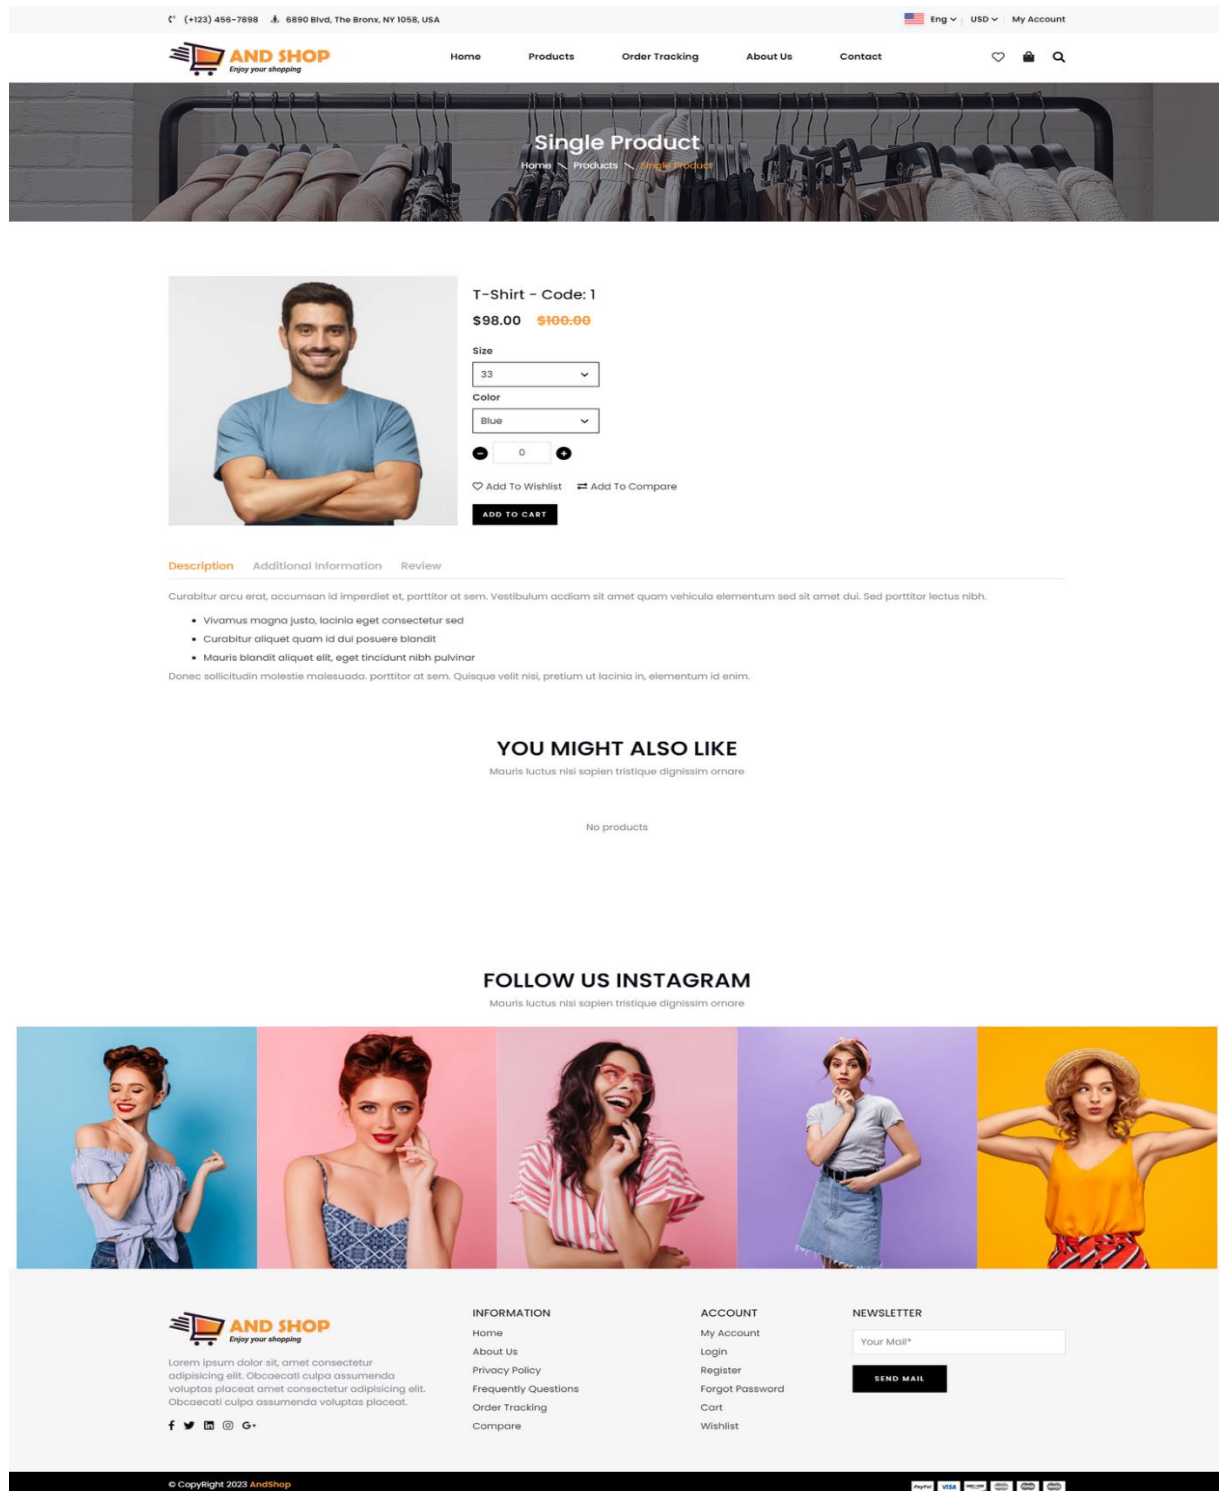 (+123) 456-7898 6890 Blvd, The Bronx, NY 1058, USA
Eng USD My Account
AND SHOP
Enjoy your shopping
Home Products Order Tracking About Us Contact
Single Product
Home \ Products \ Single Product
T-Shirt - Code: 1
$98.00 $100.00
Size
33
Color
Blue
0
Add To Wishlist Add To Compare
ADD TO CART
Description Additional Information Review
Curabitur arcu erat, accumsan id imperdiet et, porttitor at sem. Vestibulum acdiam sit amet quam vehicula elementum sed sit amet dui. Sed porttitor lectus nibh.
• Vivamus magna justo, lacinia eget consectetur sed
• Curabitur aliquet quam id dui posuere blandit
• Mauris blandit aliquet elit, eget tincidunt nibh pulvinar
Donec sollicitudin molestie malesuada. porttitor at sem. Quisque velit nisi, pretium ut lacinia in, elementum id enim.
YOU MIGHT ALSO LIKE
Mauris luctus nisi sapien tristique dignissim ornare
No products
FOLLOW US INSTAGRAM
Mauris luctus nisi sapien tristique dignissim ornare
AND SHOP
Enjoy your shopping
Lorem ipsum dolor sit, amet consectetur
adipisicing elit. Obcaecati culpa assumenda
voluptas placeat amet consectetur adipisicing elit.
Obcaecati culpa assumenda voluptas placeat.
INFORMATION
Home
About Us
Privacy Policy
Frequently Questions
Order Tracking
Compare
ACCOUNT
My Account
Login
Register
Forgot Password
Cart
Wishlist
NEWSLETTER
Your Mail*
SEND MAIL
© CopyRight 2023 AndShop
PayPal VISA